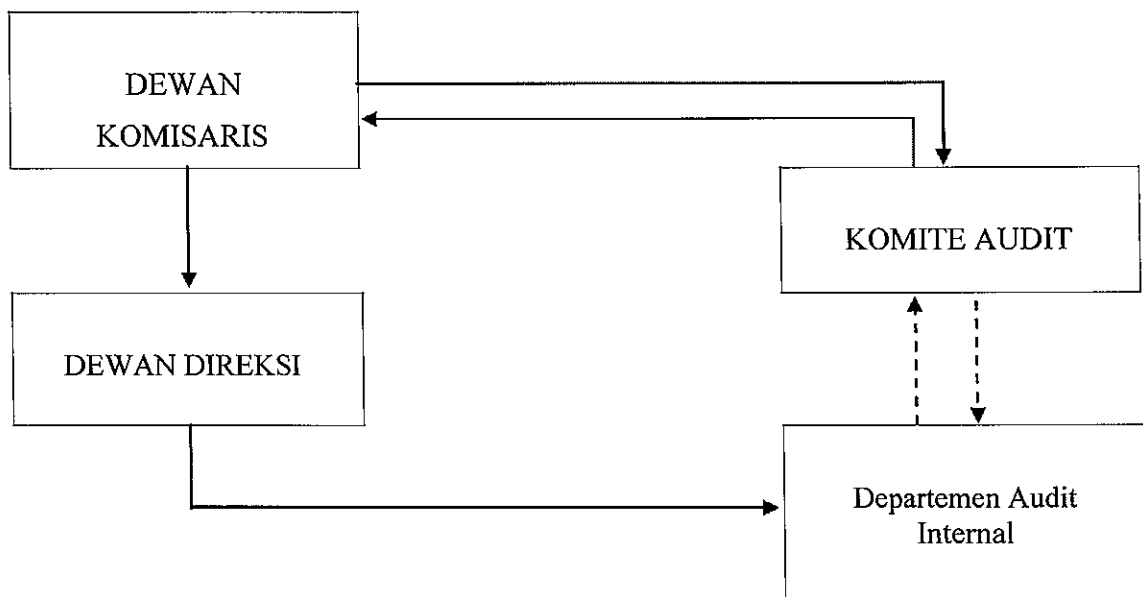 DEWAN
KOMISARIS
KOMITE AUDIT
DEWAN DIREKSI
Departemen Audit
Internal